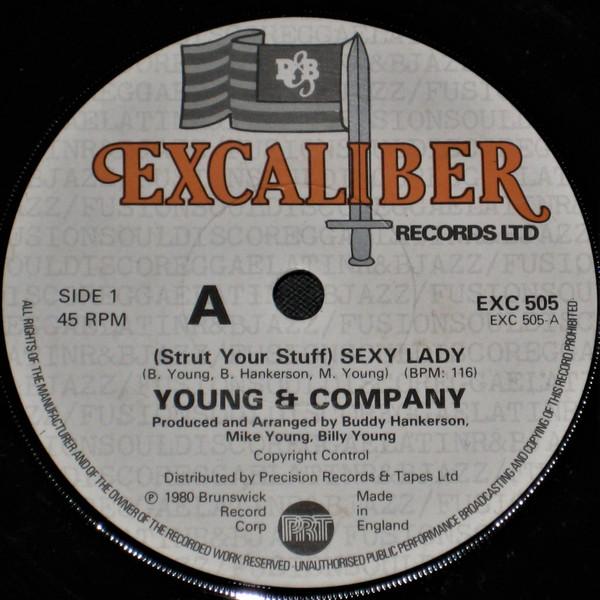 R&B
EXCALIBER
RECORDS LTD
SIDE 1
45 RPM
A
EXC 505
EXC 505-A
(Strut Your Stuff) SEXY LADY
(B. Young, B. Hankerson, M. Young) (BPM: 116)
YOUNG & COMPANY
Produced and Arranged by Buddy Hankerson,
Mike Young, Billy Young
Copyright Control
Distributed by Precision Records & Tapes Ltd
℗ 1980 Brunswick
Record
Corp
PRT
Made
in
England
ALL RIGHTS OF THE MANUFACTURER AND OF THE OWNER OF THE RECORDED WORK RESERVED · UNAUTHORISED PUBLIC PERFORMANCE BROADCASTING AND COPYING OF THIS RECORD PROHIBITED